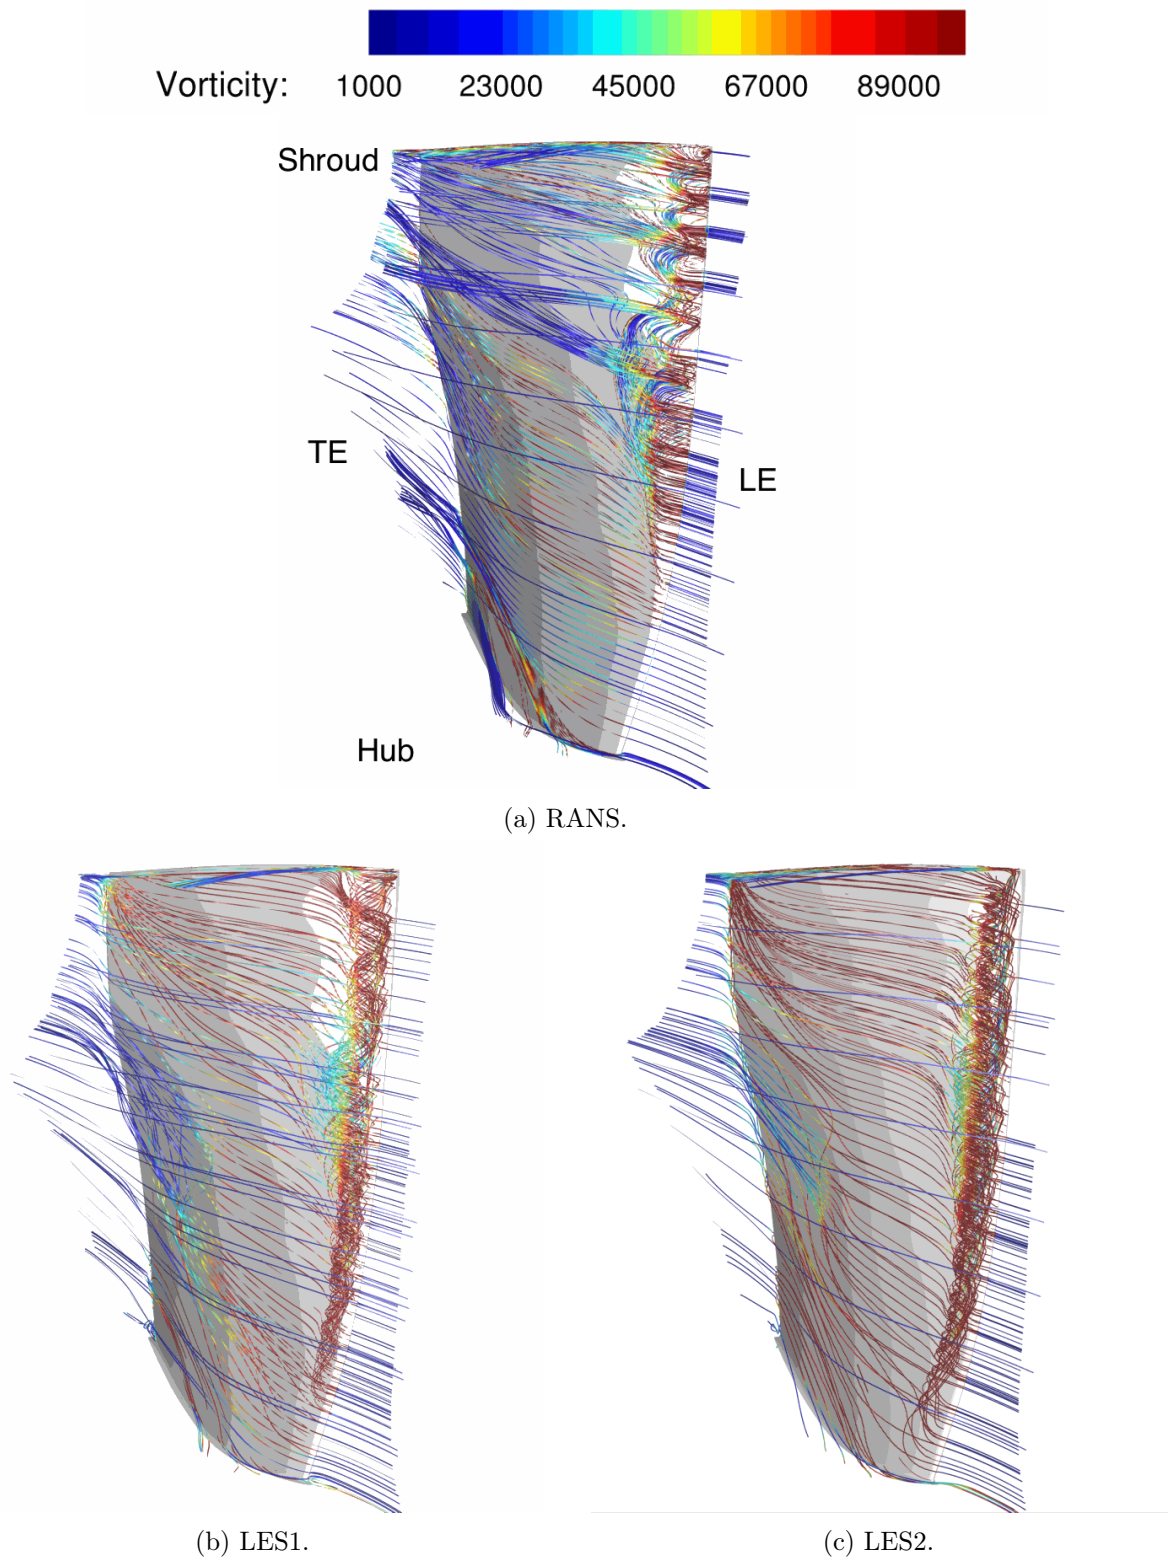 Vorticity: 1000 23000 45000 67000 89000
Shroud
TE
LE
Hub
(a) RANS.
(b) LES1.
(c) LES2.